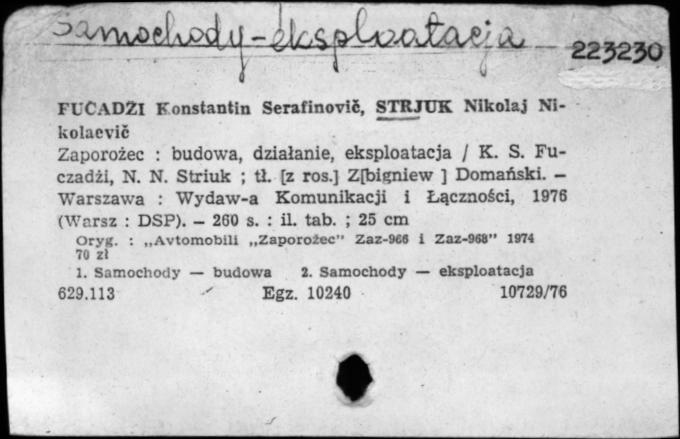 Samochody - eksploatacja
223230
FUČADŽI Konstantin Serafinovič, STRJUK Nikolaj Ni-
kolaevič
Zaporożec : budowa, działanie, eksploatacja / K. S. Fu-
czadżi, N. N. Striuk ; tł. [z ros.] Z[bigniew ] Domański. —
Warszawa : Wydaw-a Komunikacji i Łączności, 1976
(Warsz : DSP). — 260 s. : il. tab. ; 25 cm
Oryg. : „Avtomobili „Zaporožec" Zaz-966 i Zaz-968" 1974
70 zł
1. Samochody — budowa 2. Samochody — eksploatacja
629.113 Egz. 10240 10729/76